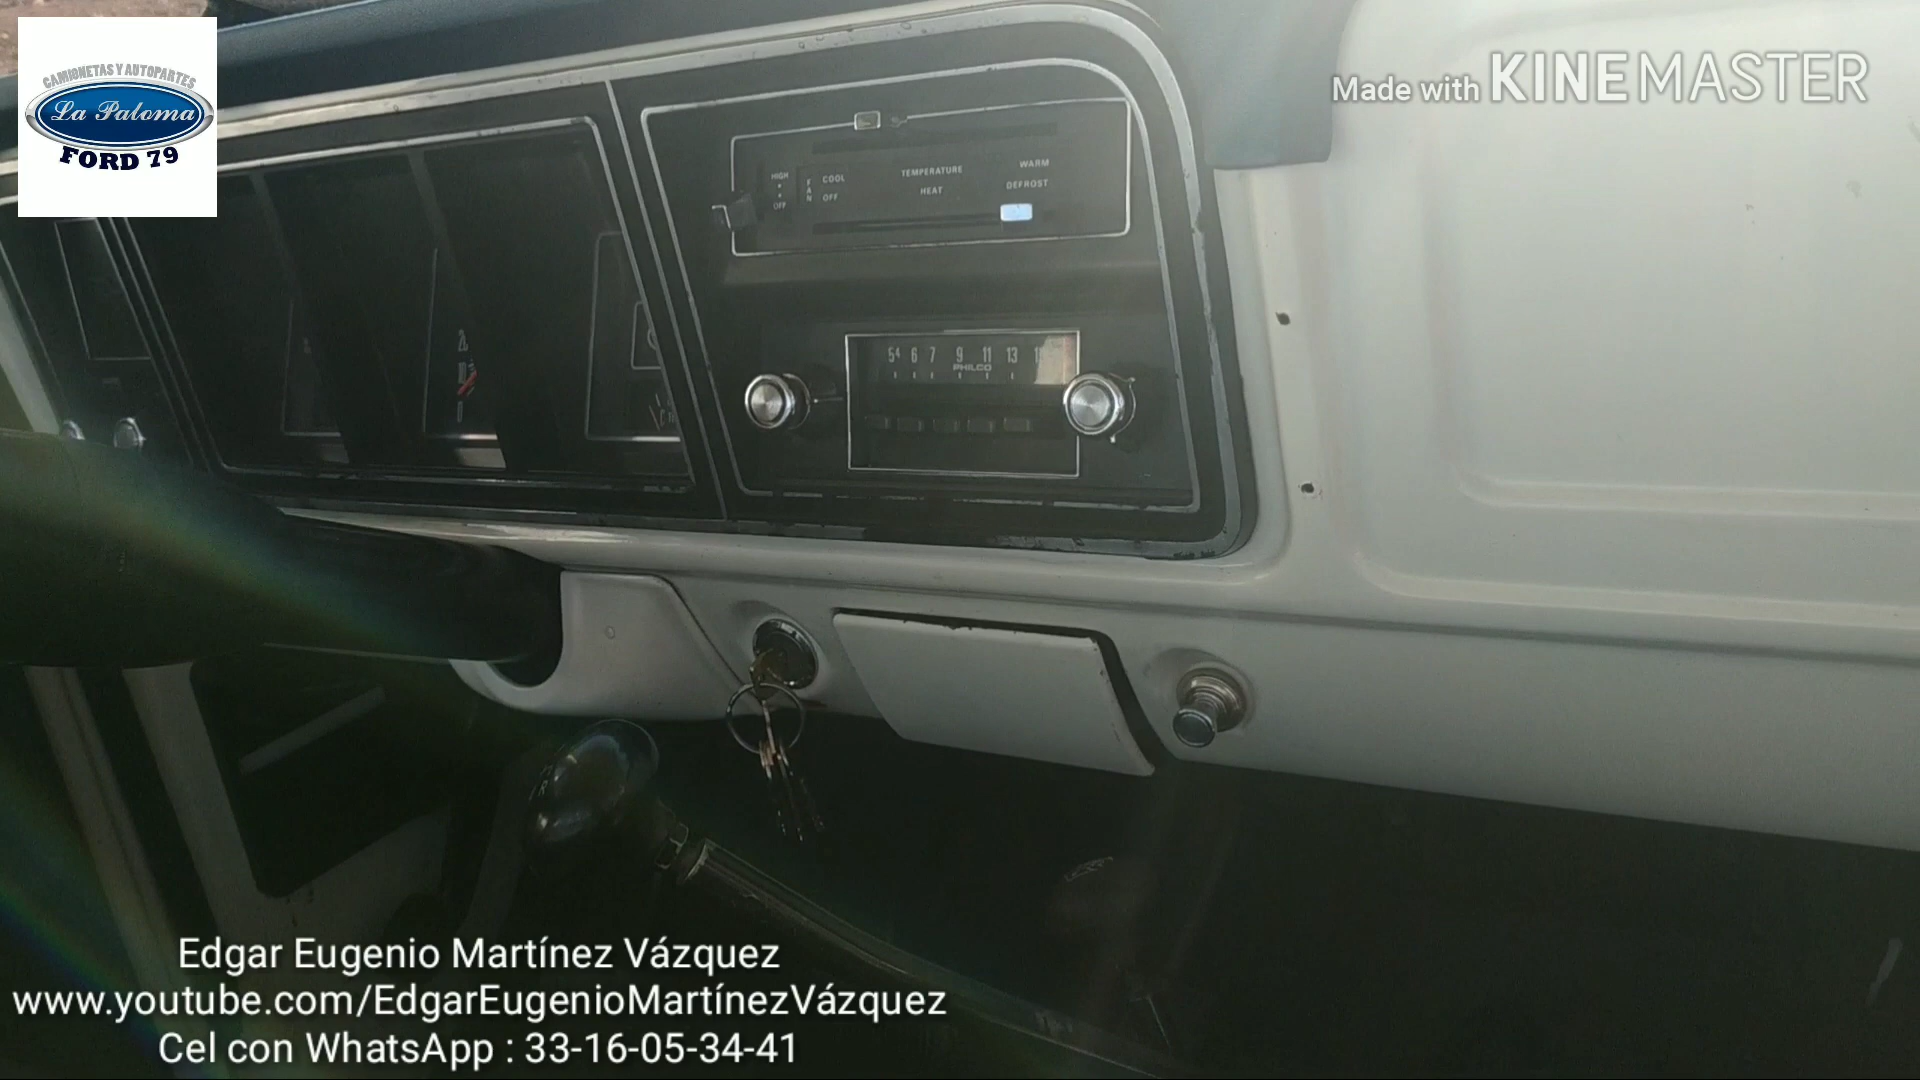 CAMIONETAS Y AUTOPARTES
La Paloma
FORD 79
Made with KINEMASTER
HIGH
OFF
FAN
COOL
OFF
TEMPERATURE
HEAT
WARM
DEFROST
54 6 7 9 11 13
PHILCO
Edgar Eugenio Martínez Vázquez
www.youtube.com/EdgarEugenioMartínezVázquez
Cel con WhatsApp : 33-16-05-34-41